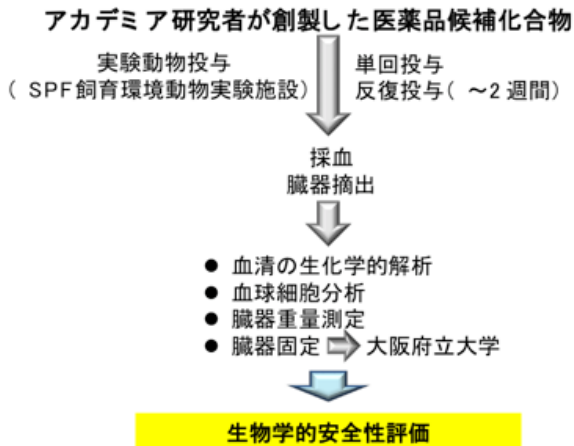 アカデミア研究者が創製した医薬品候補化合物
実験動物投与
( SPF飼育環境動物実験施設)
単回投与
反復投与( ～2週間)
採血
臓器摘出
● 血清の生化学的解析
● 血球細胞分析
● 臓器重量測定
● 臓器固定 ⇨ 大阪府立大学
生物学的安全性評価